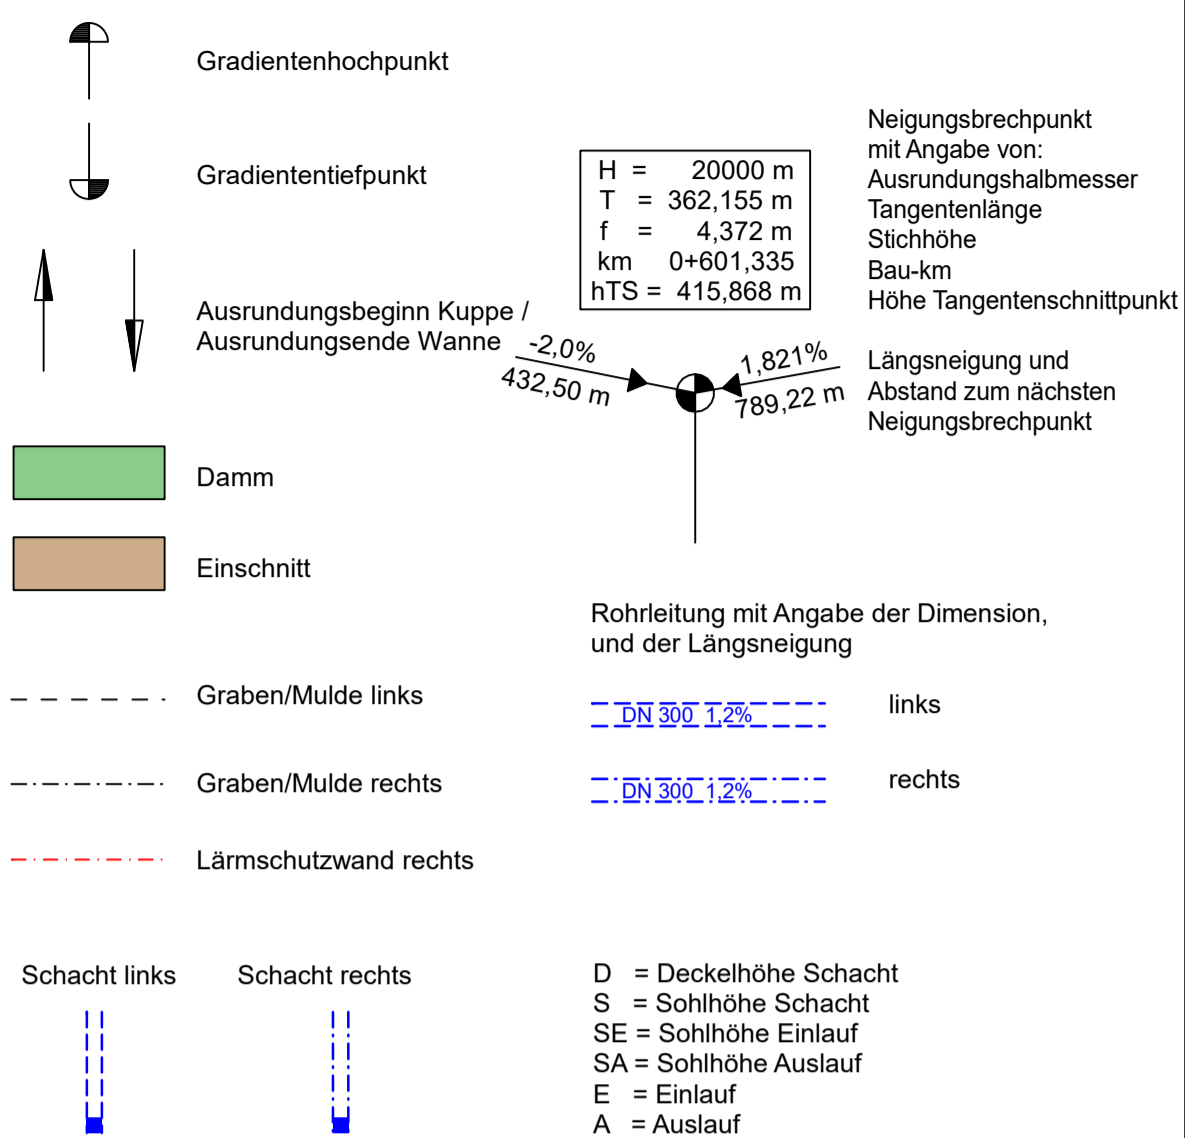 Gradientenhochpunkt
Gradiententiefpunkt
Ausrundungsbeginn Kuppe /
Ausrundungsende Wanne
Damm
Einschnitt
Graben/Mulde links
Graben/Mulde rechts
Lärmschutzwand rechts
H = 20000 m
T = 362,155 m
f = 4,372 m
km 0+601,335
hTS = 415,868 m
Neigungsbrechpunkt
mit Angabe von:
Ausrundungshalbmesser
Tangentenlänge
Stichhöhe
Bau-km
Höhe Tangentenschnittpunkt
-2,0%
432,50 m
1,821%
789,22 m
Längsneigung und
Abstand zum nächsten
Neigungsbrechpunkt
Rohrleitung mit Angabe der Dimension,
und der Längsneigung
DN 300 1,2%
links
DN 300 1,2%
rechts
Schacht links
Schacht rechts
D = Deckelhöhe Schacht
S = Sohlhöhe Schacht
SE = Sohlhöhe Einlauf
SA = Sohlhöhe Auslauf
E = Einlauf
A = Auslauf